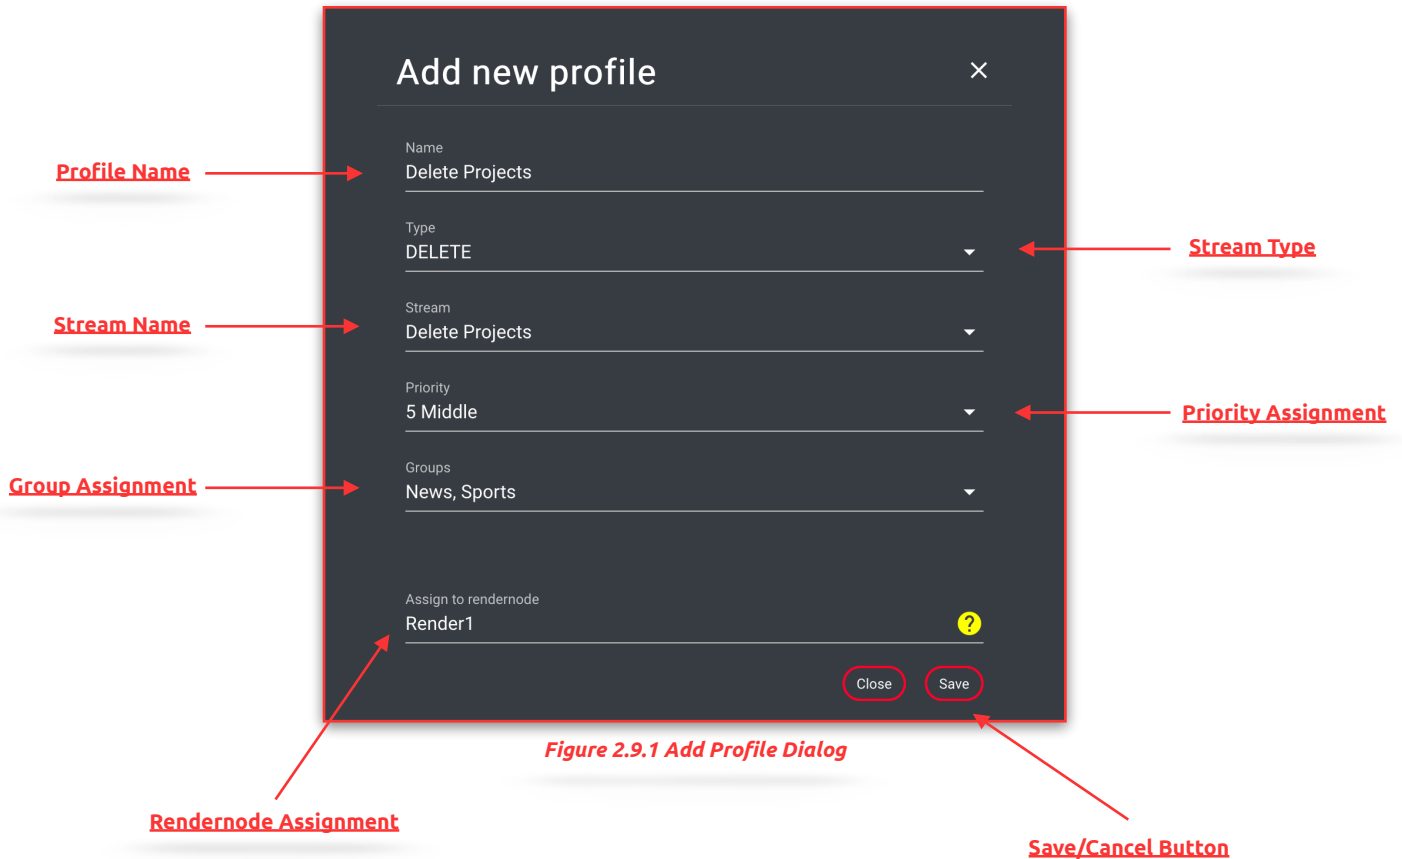 Add new profile
Name
Profile Name
Delete Projects
Type
DELETE
Stream Type
Stream
Stream Name
Delete Projects
Priority
5 Middle
Priority Assignment
Groups
Group Assignment
News, Sports
Assign to rendernode
Render1
?
Close
Save
Figure 2.9.1 Add Profile Dialog
Rendernode Assignment
Save/Cancel Button